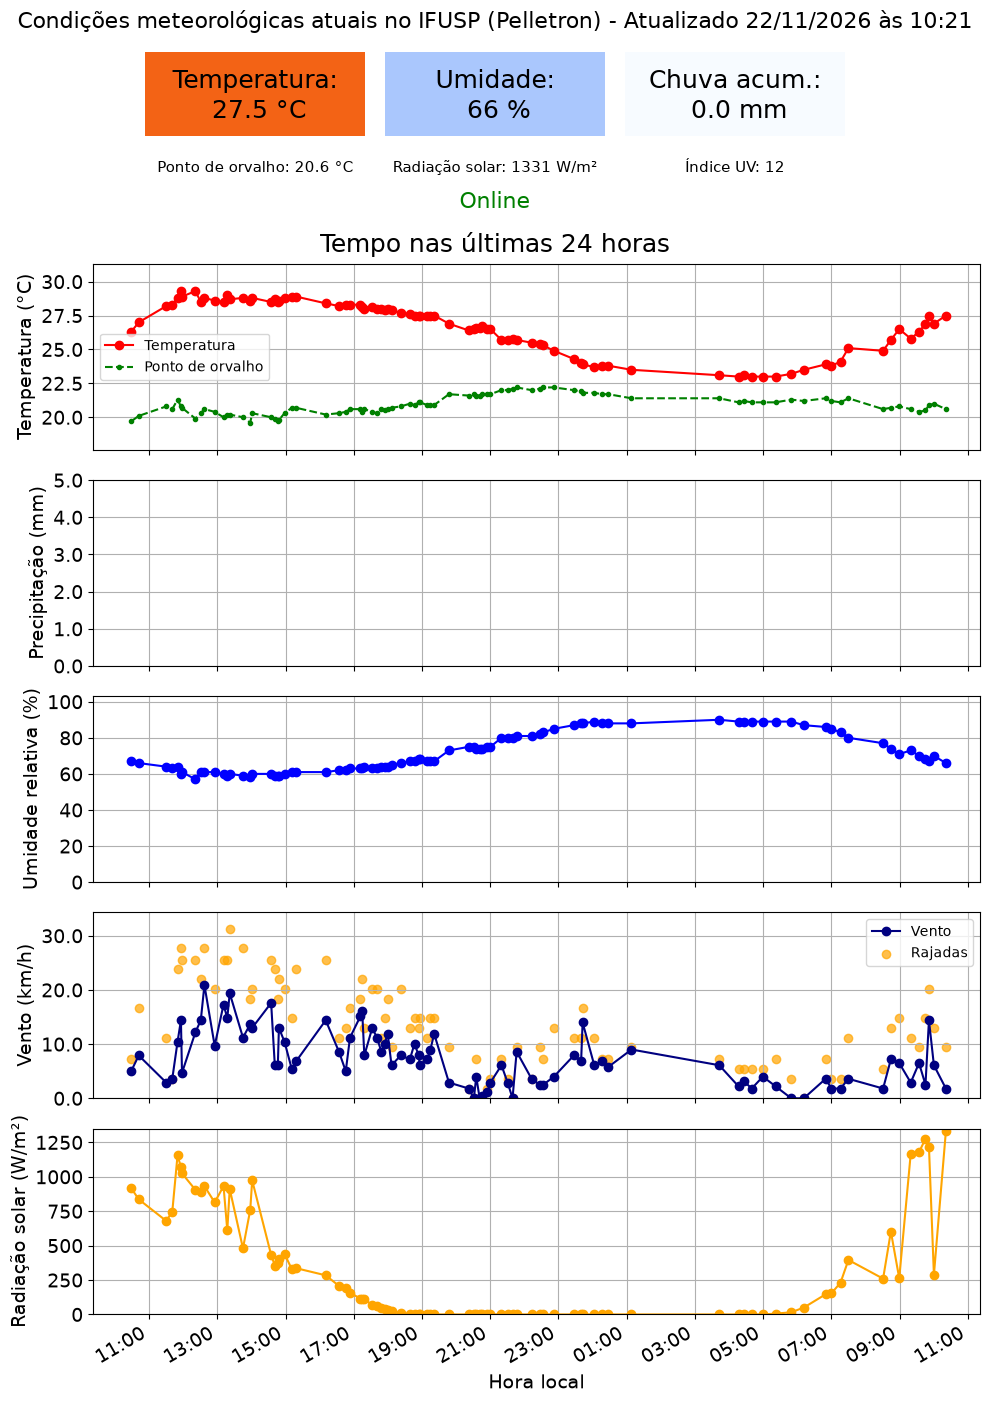 Condições meteorológicas atuais no IFUSP (Pelletron) - Atualizado 22/11/2026 às 10:21
Temperatura:
27.5 °C
Umidade:
66 %
Chuva acum.:
0.0 mm
Ponto de orvalho: 20.6 °C
Radiação solar: 1331 W/m²
Índice UV: 12
Online
Tempo nas últimas 24 horas
Temperatura (°C)
30.0
27.5
25.0
22.5
20.0
Temperatura
Ponto de orvalho
Precipitação (mm)
5.0
4.0
3.0
2.0
1.0
0.0
Umidade relativa (%)
100
80
60
40
20
0
Vento (km/h)
30.0
20.0
10.0
0.0
Vento
Rajadas
Radiação solar (W/m²)
1250
1000
750
500
250
0
11:00 13:00 15:00 17:00 19:00 21:00 23:00 01:00 03:00 05:00 07:00 09:00 11:00
Hora local